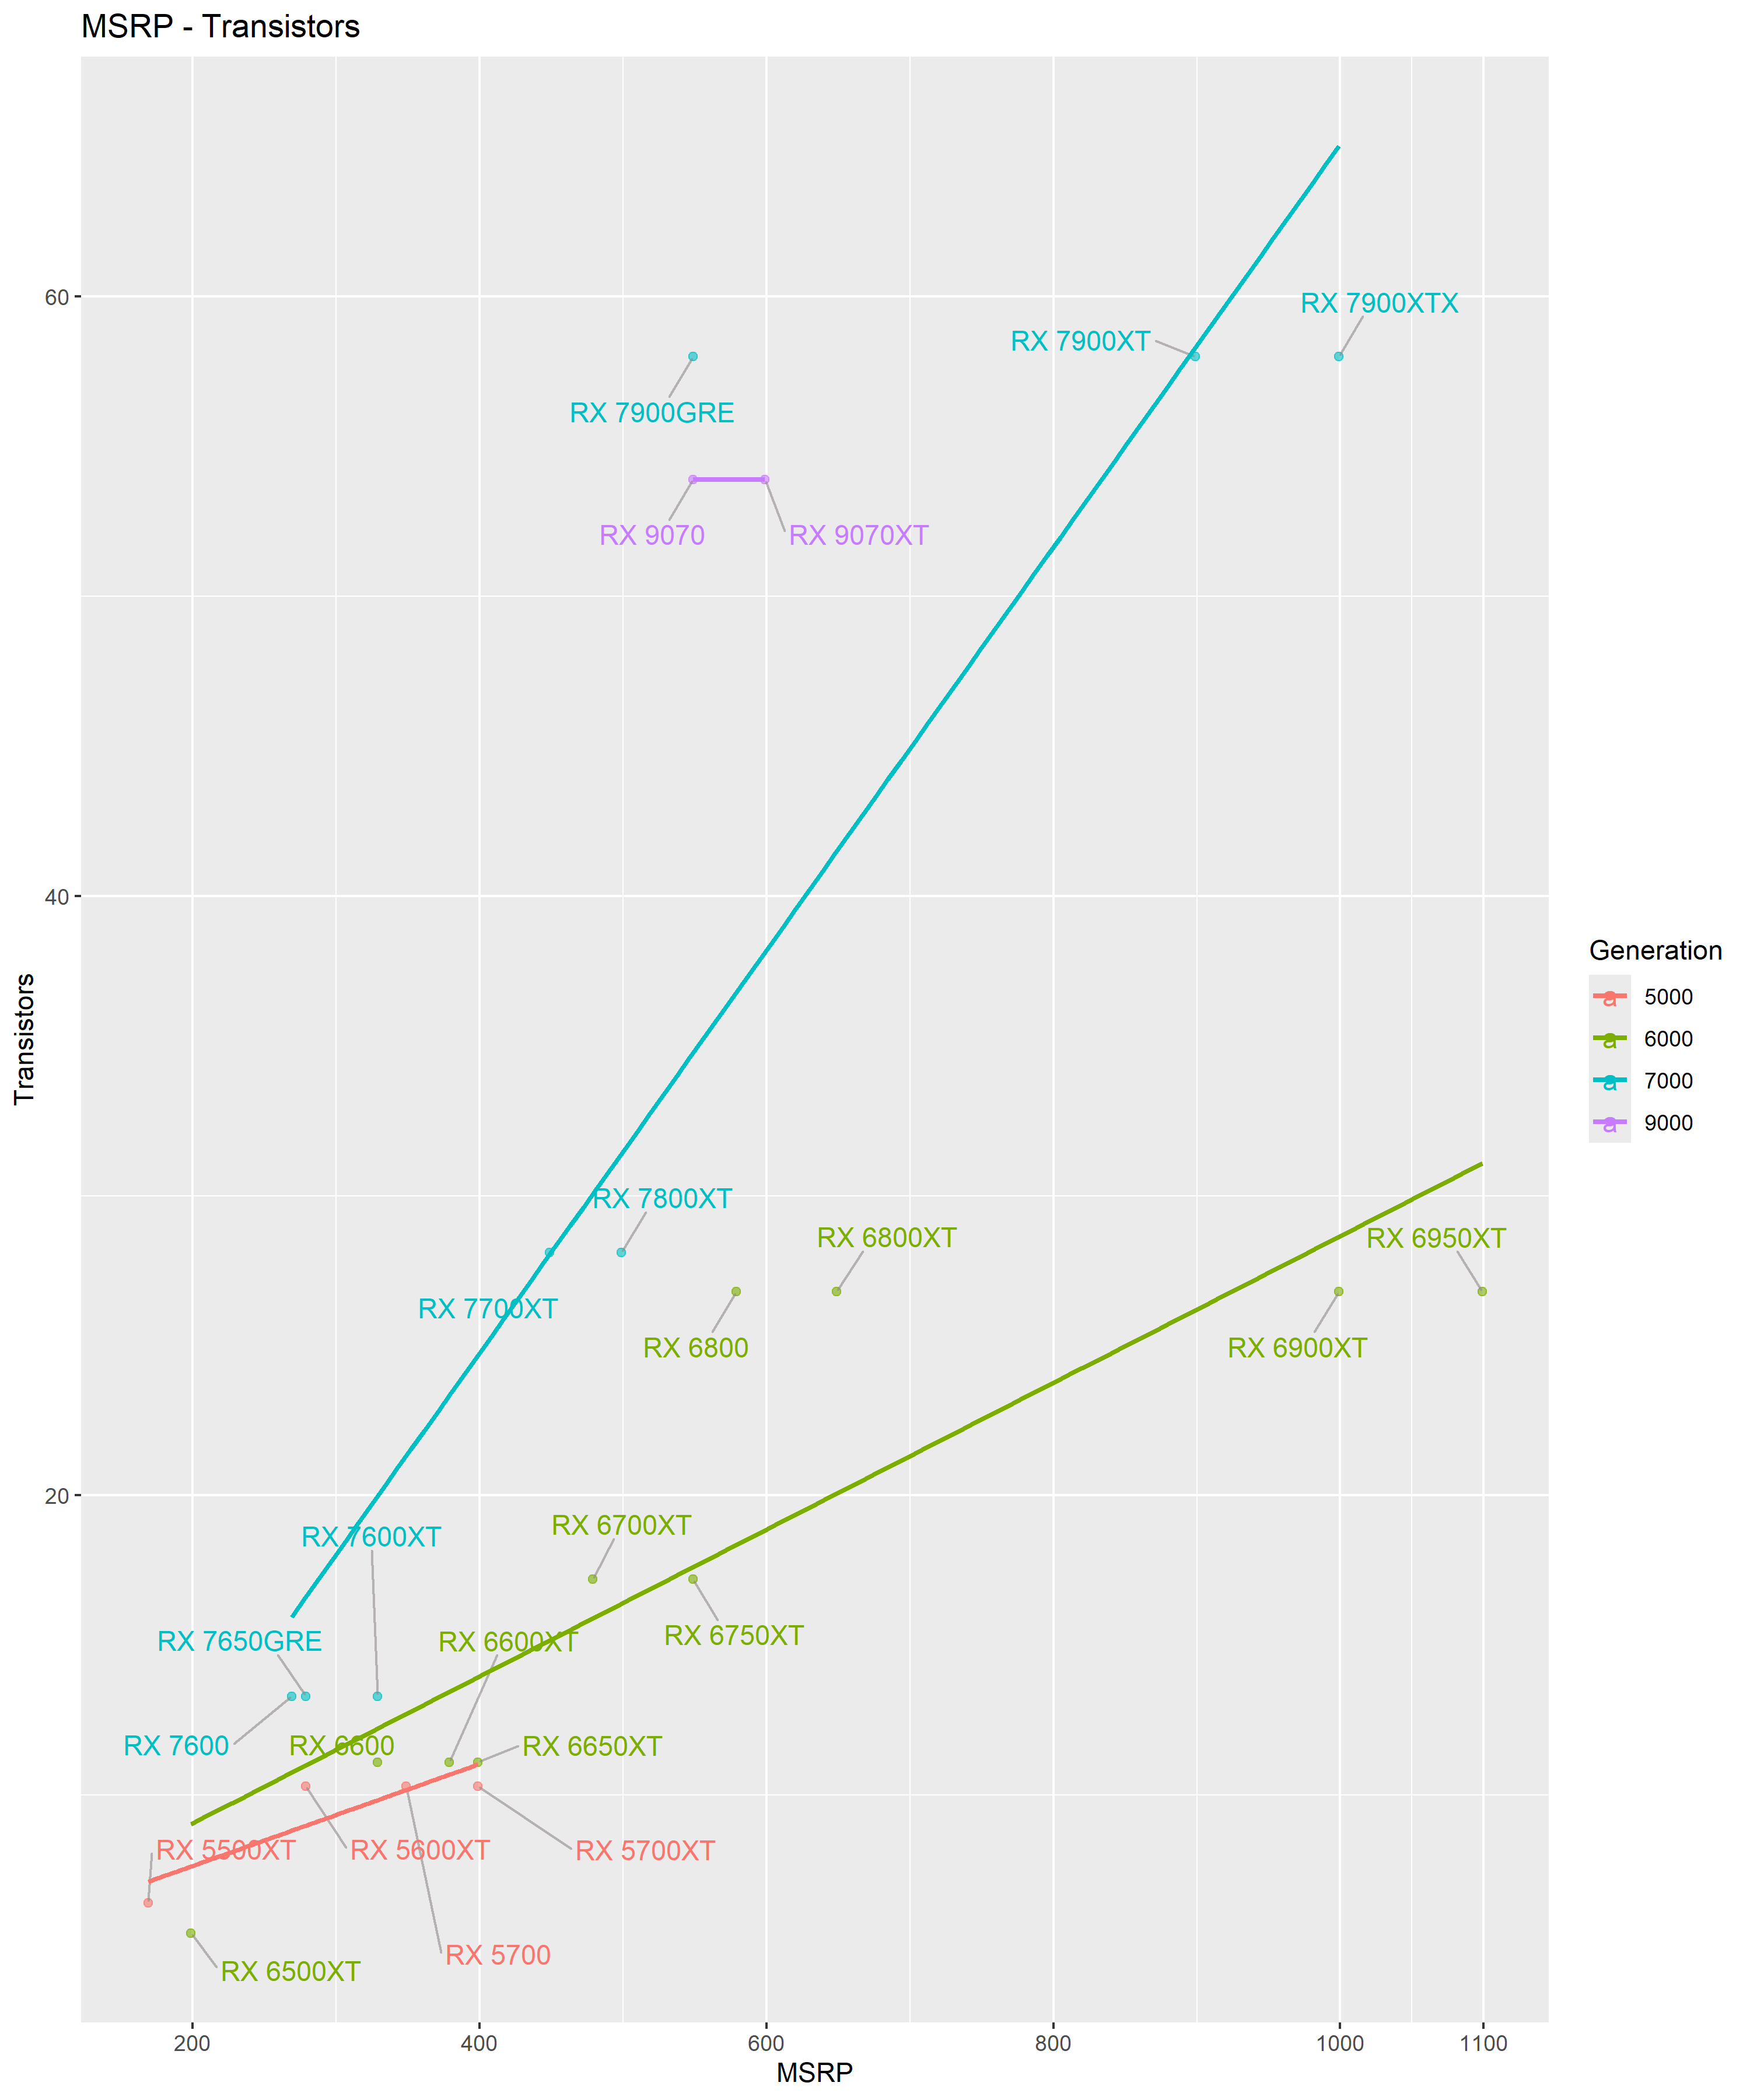 MSRP - Transistors
60
40
20
Transistors
RX 7900XTX
RX 7900XT
RX 7900GRE
RX 9070
RX 9070XT
RX 7800XT
RX 6800XT
RX 6950XT
RX 7700XT
RX 6800
RX 6900XT
RX 6700XT
RX 7600XT
RX 6750XT
RX 7650GRE
RX 6600XT
RX 7600
RX 6600
RX 6650XT
RX 5500XT
RX 5600XT
RX 5700XT
RX 5700
RX 6500XT
200
400
600
800
1000
1100
MSRP
Generation
a 5000
a 6000
a 7000
a 9000